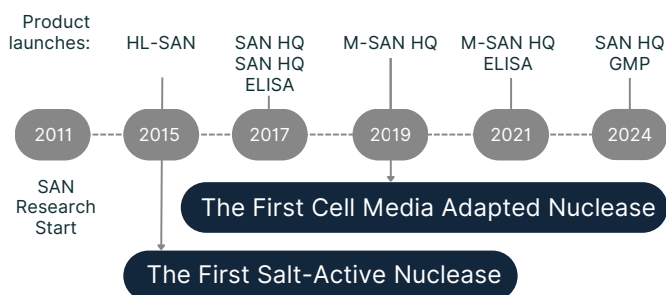 Product
launches:
HL-SAN
SAN HQ
SAN HQ
ELISA
M-SAN HQ
M-SAN HQ
ELISA
SAN HQ
GMP
2011
2015
2017
2019
2021
2024
SAN
Research
Start
The First Cell Media Adapted Nuclease
The First Salt-Active Nuclease